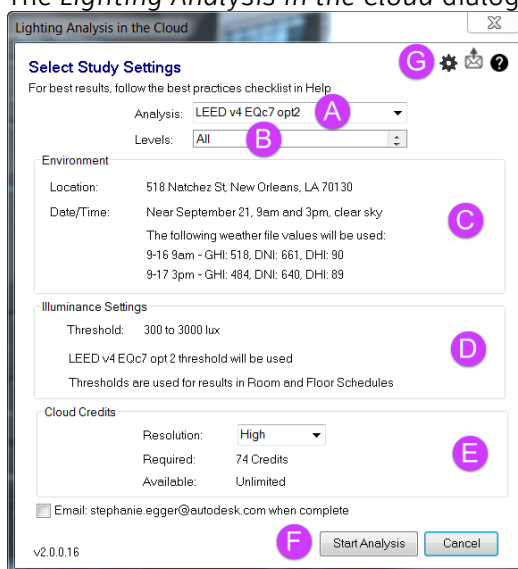 The Lighting Analysis in the Cloud dialog
Lighting Analysis in the Cloud
Select Study Settings
G
For best results, follow the best practices checklist in Help
Analysis: LEED v4 EQc7 opt2 A
Levels: All B
Environment
Location: 518 Natchez St, New Orleans, LA 70130
Date/Time: Near September 21, 9am and 3pm, clear sky
C
The following weather file values will be used:
9-16 9am - GHI: 518, DNI: 661, DHI: 90
9-17 3pm - GHI: 484, DNI: 640, DHI: 89
Illuminance Settings
Threshold: 300 to 3000 lux
D
LEED v4 EQc7 opt 2 threshold will be used
Thresholds are used for results in Room and Floor Schedules
Cloud Credits
Resolution: High
Required: 74 Credits
E
Available: Unlimited
Email: stephanie.egger@autodesk.com when complete
F Start Analysis Cancel
v2.0.0.16